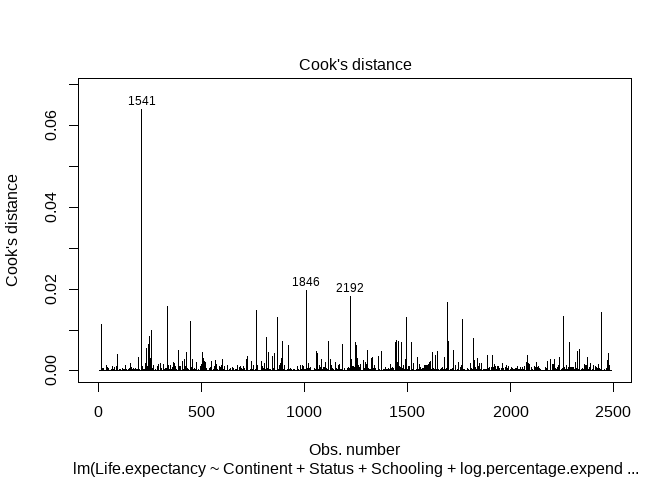 Cook's distance
1541
1846
2192
0.06
0.04
0.02
0.00
Cook's distance
0 500 1000 1500 2000 2500
Obs. number
lm(Life.expectancy ~ Continent + Status + Schooling + log.percentage.expend ...